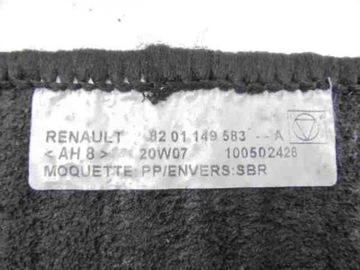 RENAULT 82 01 149 583 -- A
< AH 8 > 20W07 100502428
MOQUETTE: PP/ENVERS: SBR